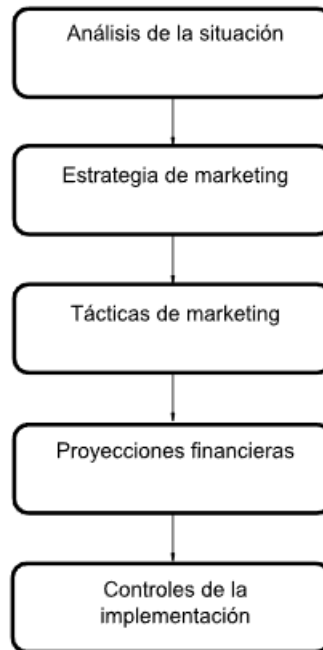 Análisis de la situación
Estrategia de marketing
Tácticas de marketing
Proyecciones financieras
Controles de la
implementación